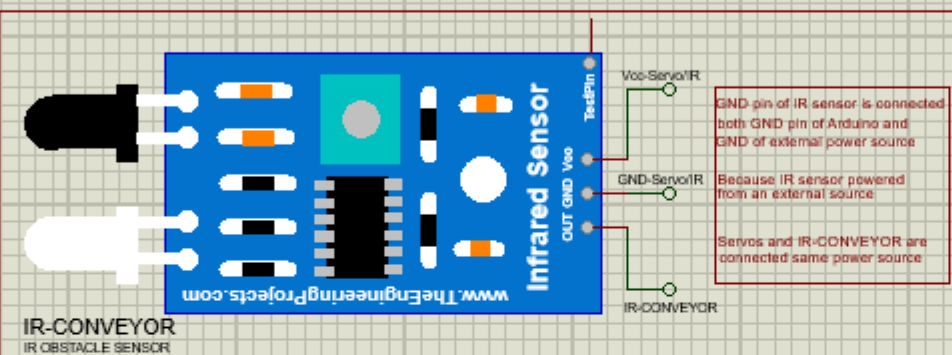 TestPin
Vcc-Servo/IR
Infrared Sensor
OUT GND Vcc
GND-Servo/IR
www.TheEngineeringProjects.com
IR-CONVEYOR
IR-CONVEYOR
IR OBSTACLE SENSOR
GND pin of IR sensor is connected
both GND pin of Arduino and
GND of external power source
Because IR sensor powered
from an external source
Servos and IR-CONVEYOR are
connected same power source